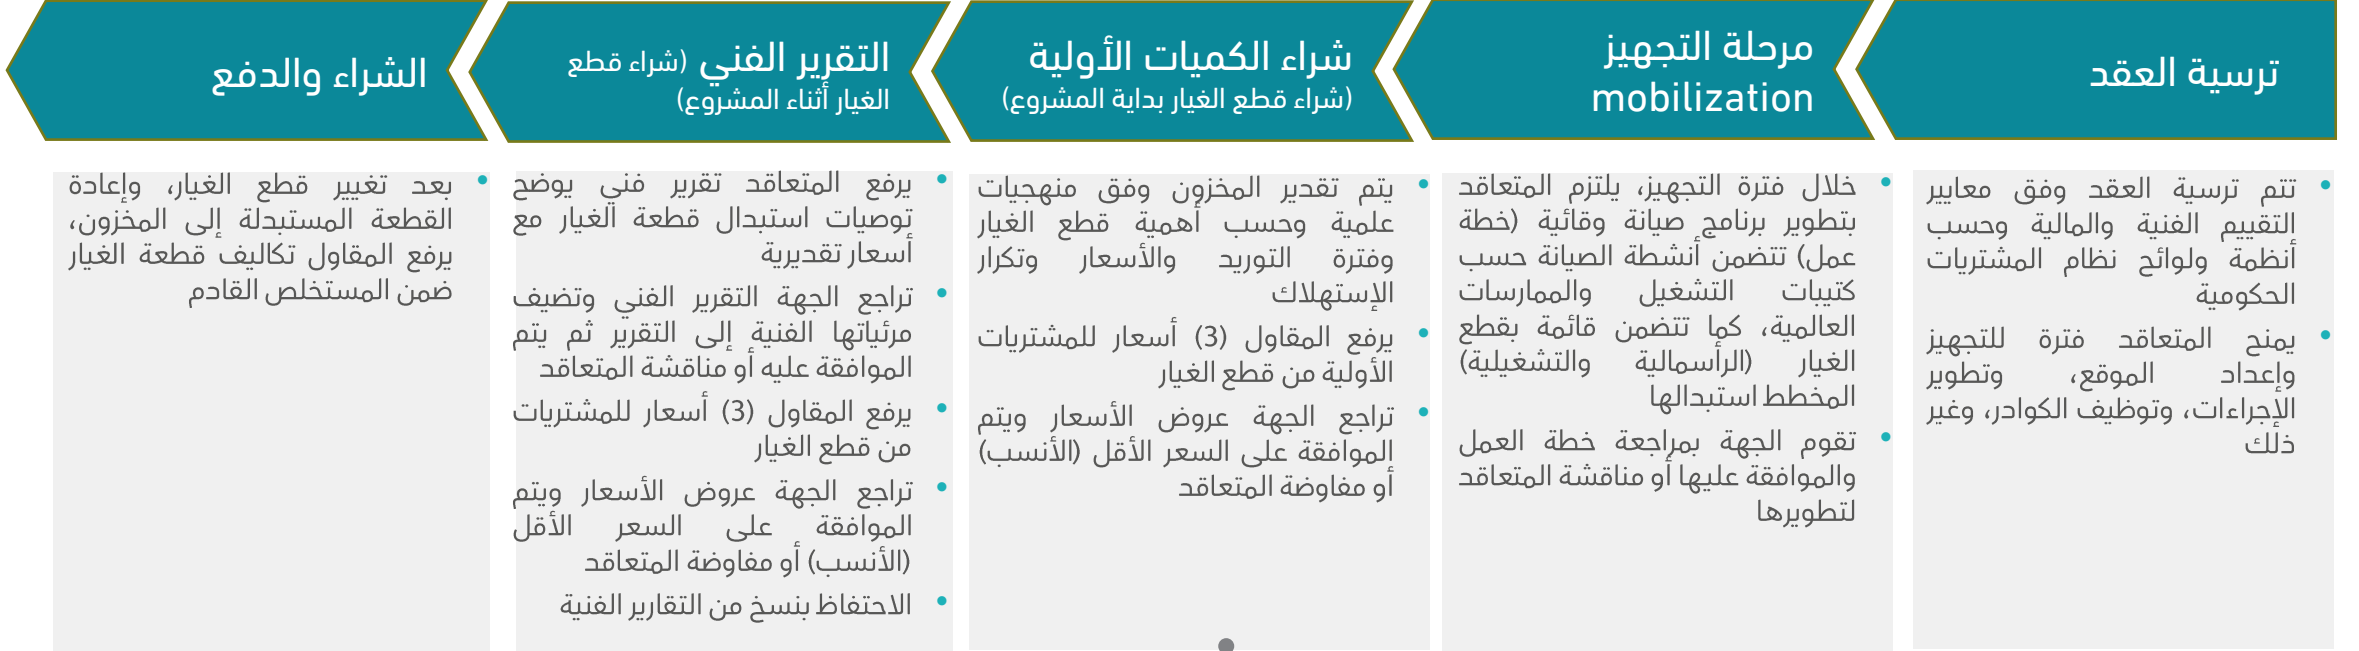 ترسية العقد
تتم ترسية العقد وفق معايير
التقييم الفنية والمالية وحسب
أنظمة ولوائح نظام المشتريات
الحكومية
يمنح المتعاقد فترة للتجهيز
وإعداد الموقع، وتطوير
الإجراءات، وتوظيف الكوادر، وغير
ذلك
مرحلة التجهيز
mobilization
خلال فترة التجهيز، يلتزم المتعاقد
بتطوير برنامج صيانة وقائية (خطة
عمل) تتضمن أنشطة الصيانة حسب
كتيبات التشغيل والممارسات
العالمية، كما تتضمن قائمة بقطع
الغيار (الرأسمالية والتشغيلية)
المخطط استبدالها
تقوم الجهة بمراجعة خطة العمل
والموافقة عليها أو مناقشة المتعاقد
لتطويرها
شراء الكميات الأولية
(شراء قطع الغيار بداية المشروع)
يتم تقدير المخزون وفق منهجيات
علمية وحسب أهمية قطع الغيار
وفترة التوريد والأسعار وتكرار
الإستهلاك
يرفع المقاول (3) أسعار للمشتريات
الأولية من قطع الغيار
تراجع الجهة عروض الأسعار ويتم
الموافقة على السعر الأقل (الأنسب)
أو مفاوضة المتعاقد
التقرير الفني (شراء قطع
الغيار أثناء المشروع)
يرفع المتعاقد تقرير فني يوضح
توصيات استبدال قطعة الغيار مع
أسعار تقديرية
تراجع الجهة التقرير الفني وتضيف
مرئياتها الفنية إلى التقرير ثم يتم
الموافقة عليه أو مناقشة المتعاقد
يرفع المقاول (3) أسعار للمشتريات
من قطع الغيار
تراجع الجهة عروض الأسعار ويتم
الموافقة على السعر الأقل
(الأنسب) أو مفاوضة المتعاقد
الاحتفاظ بنسخ من التقارير الفنية
الشراء والدفع
بعد تغيير قطع الغيار، وإعادة
القطعة المستبدلة إلى المخزون،
يرفع المقاول تكاليف قطعة الغيار
ضمن المستخلص القادم